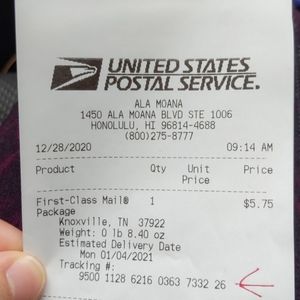 UNITED STATES
POSTAL SERVICE.
ALA MOANA
1450 ALA MOANA BLVD STE 1006
HONOLULU, HI 96814-4688
(800)275-8777
12/28/2020 09:14 AM
Product Qty Unit Price
Price
First-Class Mail® 1 $5.75
Package
Knoxville, TN 37922
Weight: 0 lb 8.40 oz
Estimated Delivery Date
Mon 01/04/2021
Tracking #:
9500 1128 6216 0363 7332 26